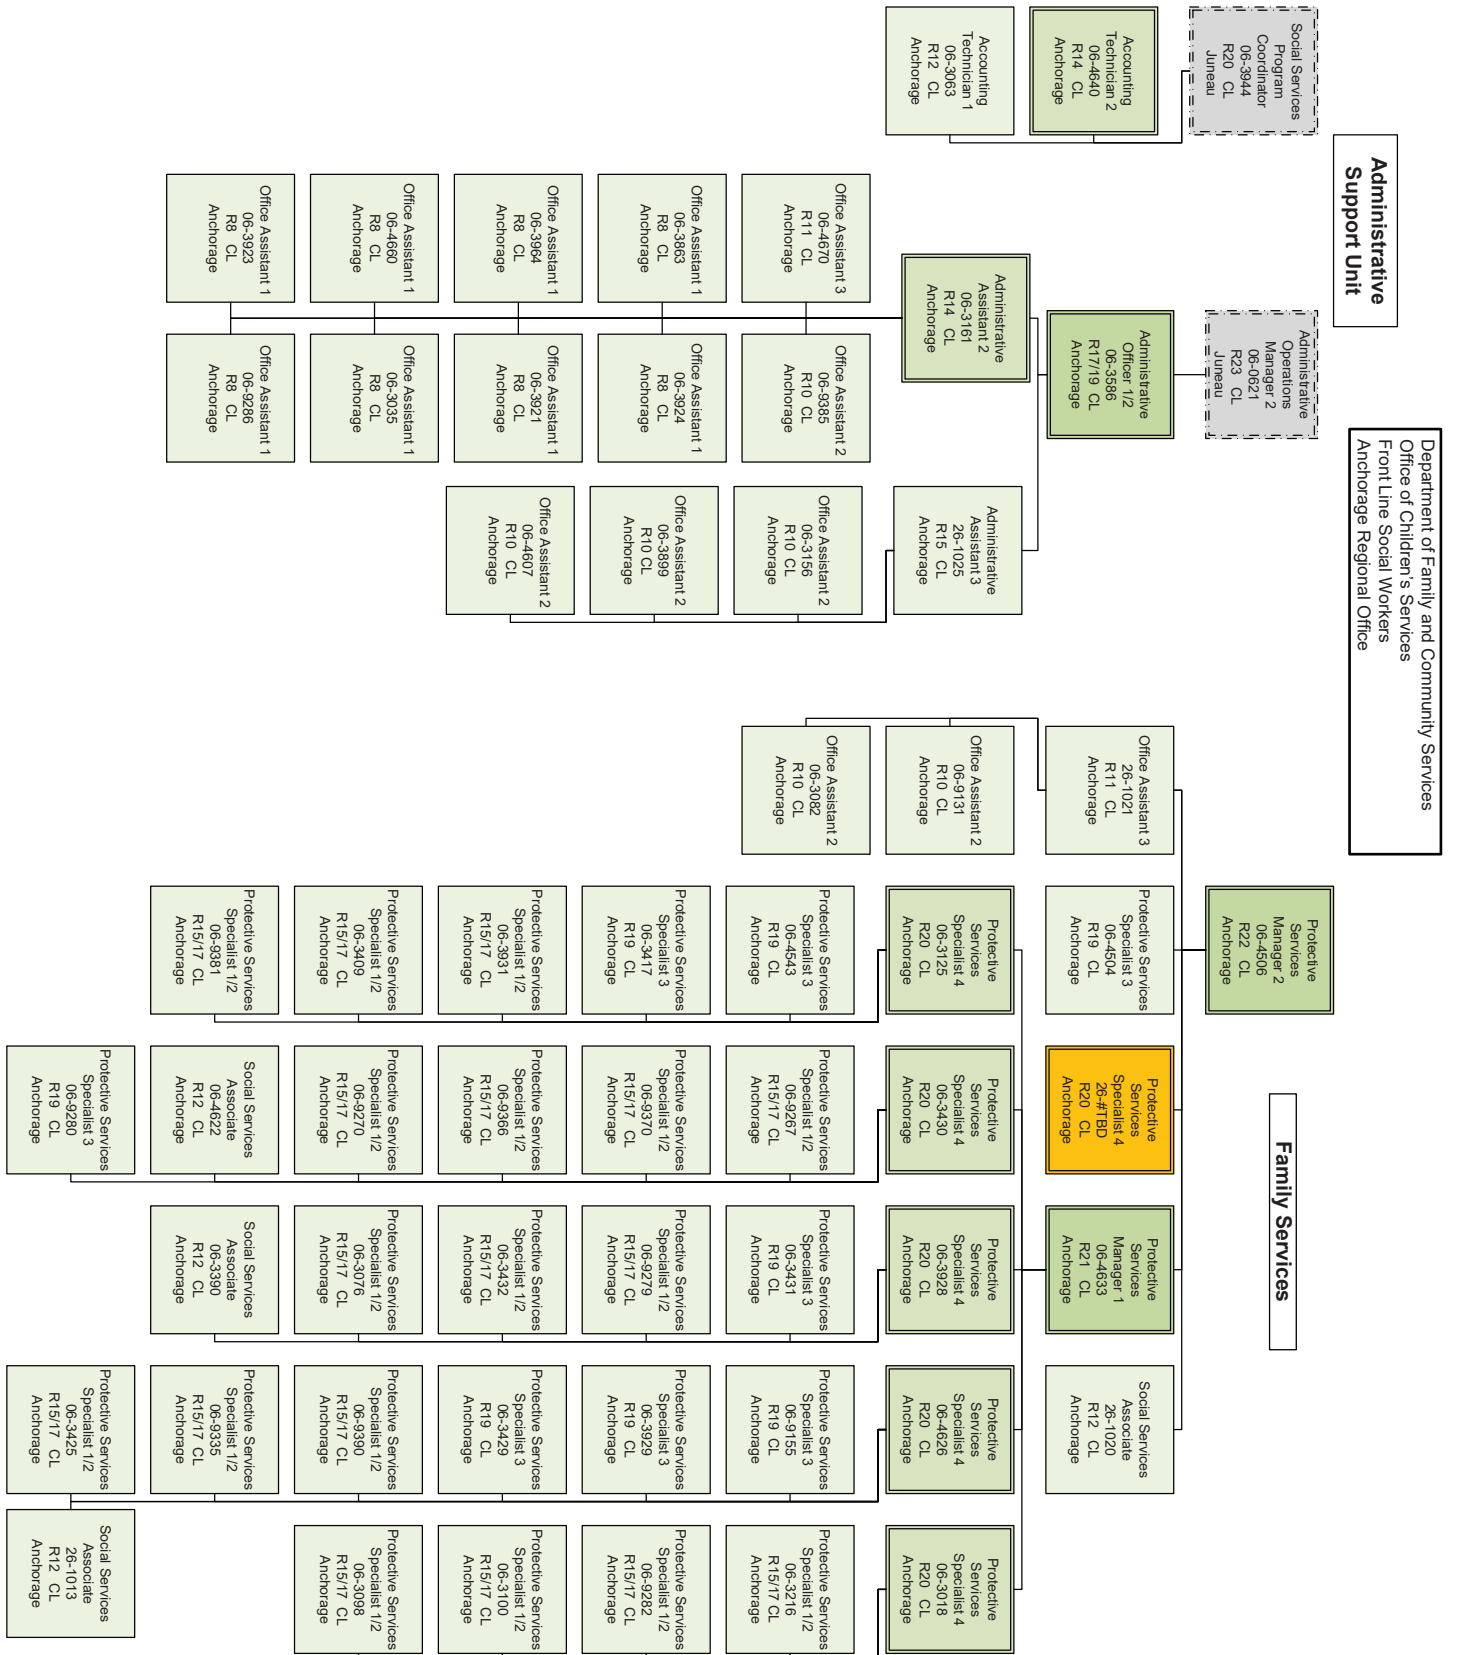 Department of Family and Community Services
Office of Children's Services
Front Line Social Workers
Anchorage Regional Office
Administrative
Support Unit
Social Services
Program
Coordinator
06-3944
R20 CL
Juneau
Accounting
Technician 2
06-4640
R14 CL
Anchorage
Accounting
Technician 1
06-3063
R12 CL
Anchorage
Administrative
Operations
Manager 2
06-0621
R23 CL
Juneau
Administrative
Officer 1/2
06-3586
R17/19 CL
Anchorage
Administrative
Assistant 2
06-3161
R14 CL
Anchorage
Office Assistant 3
06-4670
R11 CL
Anchorage
Office Assistant 2
06-9385
R10 CL
Anchorage
Office Assistant 1
06-3863
R8 CL
Anchorage
Office Assistant 1
06-3924
R8 CL
Anchorage
Office Assistant 1
06-3964
R8 CL
Anchorage
Office Assistant 1
06-3921
R8 CL
Anchorage
Office Assistant 1
06-4660
R8 CL
Anchorage
Office Assistant 1
06-3035
R8 CL
Anchorage
Office Assistant 1
06-3923
R8 CL
Anchorage
Office Assistant 1
06-9286
R8 CL
Anchorage
Administrative
Assistant 3
26-1025
R15 CL
Anchorage
Office Assistant 2
06-3156
R10 CL
Anchorage
Office Assistant 2
06-3899
R10 CL
Anchorage
Office Assistant 2
06-4607
R10 CL
Anchorage
Family Services
Protective
Services
Manager 2
06-4506
R22 CL
Anchorage
Office Assistant 3
26-1021
R11 CL
Anchorage
Office Assistant 2
06-9131
R10 CL
Anchorage
Office Assistant 2
06-3082
R10 CL
Anchorage
Protective Services
Specialist 3
06-4504
R19 CL
Anchorage
Protective
Services
Specialist 4
26-#TBD
R20 CL
Anchorage
Protective
Services
Manager 1
06-4633
R21 CL
Anchorage
Social Services
Associate
26-1020
R12 CL
Anchorage
Protective
Services
Specialist 4
06-3125
R20 CL
Anchorage
Protective Services
Specialist 3
06-4543
R19 CL
Anchorage
Protective Services
Specialist 3
06-3417
R19 CL
Anchorage
Protective Services
Specialist 1/2
06-3931
R15/17 CL
Anchorage
Protective Services
Specialist 1/2
06-3409
R15/17 CL
Anchorage
Protective Services
Specialist 1/2
06-9381
R15/17 CL
Anchorage
Protective
Services
Specialist 4
06-3430
R20 CL
Anchorage
Protective Services
Specialist 1/2
06-9267
R15/17 CL
Anchorage
Protective Services
Specialist 1/2
06-9370
R15/17 CL
Anchorage
Protective Services
Specialist 1/2
06-9366
R15/17 CL
Anchorage
Protective Services
Specialist 1/2
06-9270
R15/17 CL
Anchorage
Social Services
Associate
06-4622
R12 CL
Anchorage
Protective Services
Specialist 3
06-9280
R19 CL
Anchorage
Protective
Services
Specialist 4
06-3928
R20 CL
Anchorage
Protective Services
Specialist 3
06-3431
R19 CL
Anchorage
Protective Services
Specialist 1/2
06-9279
R15/17 CL
Anchorage
Protective Services
Specialist 1/2
06-3432
R15/17 CL
Anchorage
Protective Services
Specialist 1/2
06-3076
R15/17 CL
Anchorage
Social Services
Associate
06-3390
R12 CL
Anchorage
Protective
Services
Specialist 4
06-4626
R20 CL
Anchorage
Protective Services
Specialist 3
06-9155
R19 CL
Anchorage
Protective Services
Specialist 3
06-3929
R19 CL
Anchorage
Protective Services
Specialist 3
06-3429
R19 CL
Anchorage
Protective Services
Specialist 1/2
06-9390
R15/17 CL
Anchorage
Protective Services
Specialist 1/2
06-9335
R15/17 CL
Anchorage
Protective Services
Specialist 1/2
06-3425
R15/17 CL
Anchorage
Social Services
Associate
26-1013
R12 CL
Anchorage
Protective
Services
Specialist 4
06-3018
R20 CL
Anchorage
Protective Services
Specialist 1/2
06-3216
R15/17 CL
Anchorage
Protective Services
Specialist 1/2
06-9282
R15/17 CL
Anchorage
Protective Services
Specialist 1/2
06-3100
R15/17 CL
Anchorage
Protective Services
Specialist 1/2
06-3098
R15/17 CL
Anchorage